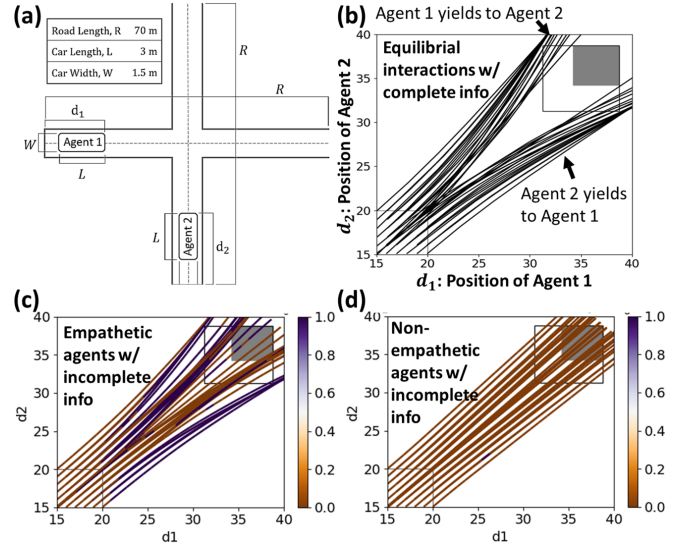 (a)
Road Length, R 70 m
Car Length, L 3 m
Car Width, W 1.5 m
R
R
d₁
W
Agent 1
L
L
Agent 2
d₂
(b)
Agent 1 yields to Agent 2
Equilibrial
interactions w/
complete info
Agent 2 yields
to Agent 1
d₂: Position of Agent 2
40
35
30
25
20
15
15 20 25 30 35 40
d₁: Position of Agent 1
(c)
Empathetic
agents w/
incomplete
info
d2
40
35
30
25
20
15
15 20 25 30 35 40
d1
1.0
0.8
0.6
0.4
0.2
0.0
(d)
Non-
empathetic
agents w/
incomplete
info
d2
40
35
30
25
20
15
15 20 25 30 35 40
d1
1.0
0.8
0.6
0.4
0.2
0.0